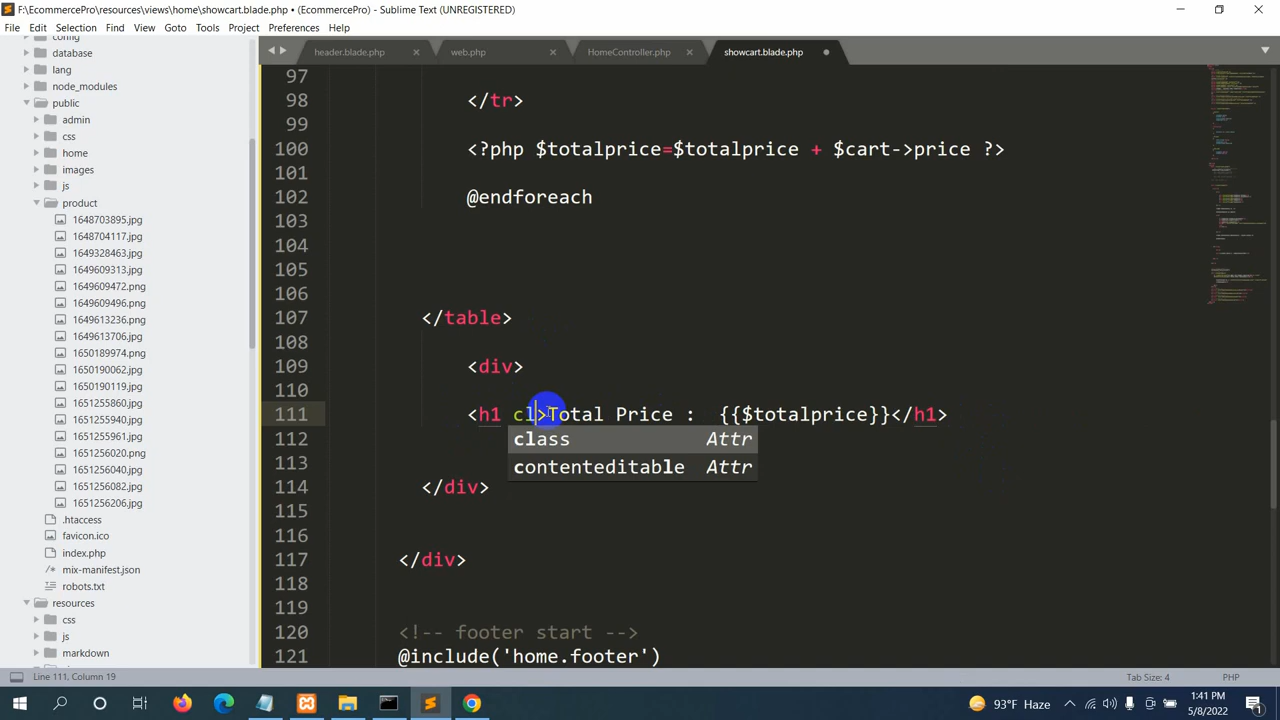 F:\EcommercePro\resources\views\home\showcart.blade.php • (EcommercePro) - Sublime Text (UNREGISTERED)
File Edit Selection Find View Goto Tools Project Preferences Help
header.blade.php
web.php
HomeController.php
showcart.blade.php
config
database
lang
node_modules
public
admin
css
home
images
js
product
1648703895.jpg
1648704117.jpg
1649328463.jpg
1649609313.jpg
1649609472.png
1649609496.png
1649613236.png
1649613706.jpg
1650189974.png
1650190062.jpg
1650190119.jpg
1651255860.jpg
1651255920.jpg
1651255940.jpg
1651255961.jpg
1651256020.png
1651256040.jpg
1651256082.jpg
1651256206.jpg
.htaccess
favicon.ico
index.php
mix-manifest.json
robots.txt
resources
css
js
markdown
97
98 </tr>
99
100 <?php $totalprice=$totalprice + $cart->price ?>
101
102 @endforeach
103
104
105
106
107 </table>
108
109 <div>
110
111 <h1 cl>Total Price : {{$totalprice}}</h1>
112
class Attr
contenteditable Attr
113
114 </div>
115
116
117 </div>
118
119
120 <!-- footer start -->
121 @include('home.footer')
Line 111, Column 19
Tab Size: 4
PHP
93°F Haze
1:41 PM
5/8/2022